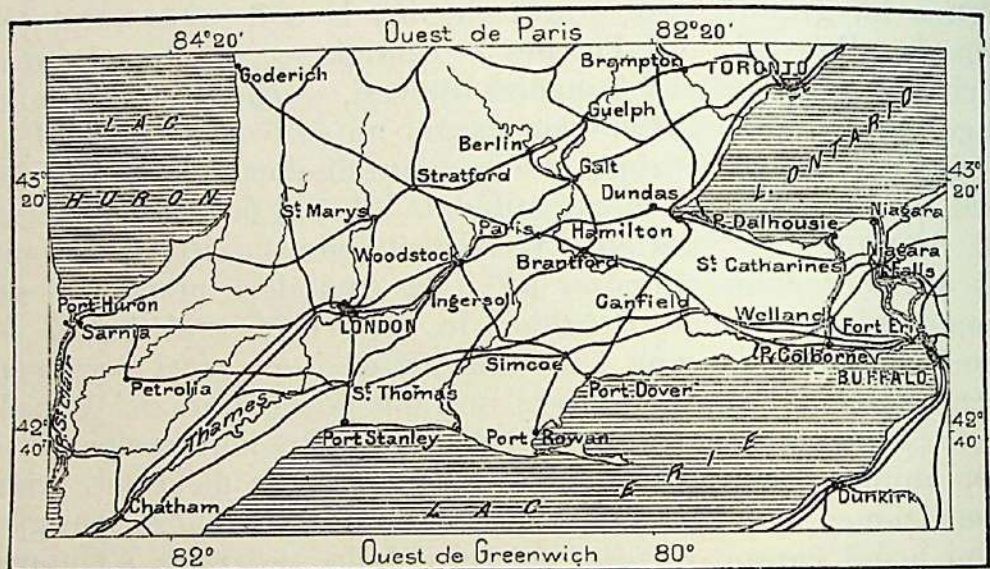 84° 20' Ouest de Paris 82° 20'
Goderich
Brampton
TORONTO
LAC
HURON
Guelph
Berlin
L. ONTARIO
43° 20'
Stratford
Galt
43° 20'
St. Marys
Dundas
Paris
Hamilton
P. Dalhousie
Niagara
Woodstock
Brantford
St. Catharines
Niagara Falls
Port-Huron
Ingersoll
Canfield
Welland
Sarnia
LONDON
Fort Erie
Simcoe
P. Colborne
Petrolia
St. Thomas
Port-Dover
BUFFALO
R. St. Clair
Thames
42° 40'
Port Stanley
Port Rowan
42° 40'
LAC ERIE
Chatham
Dunkirk
82° Ouest de Greenwich 80°